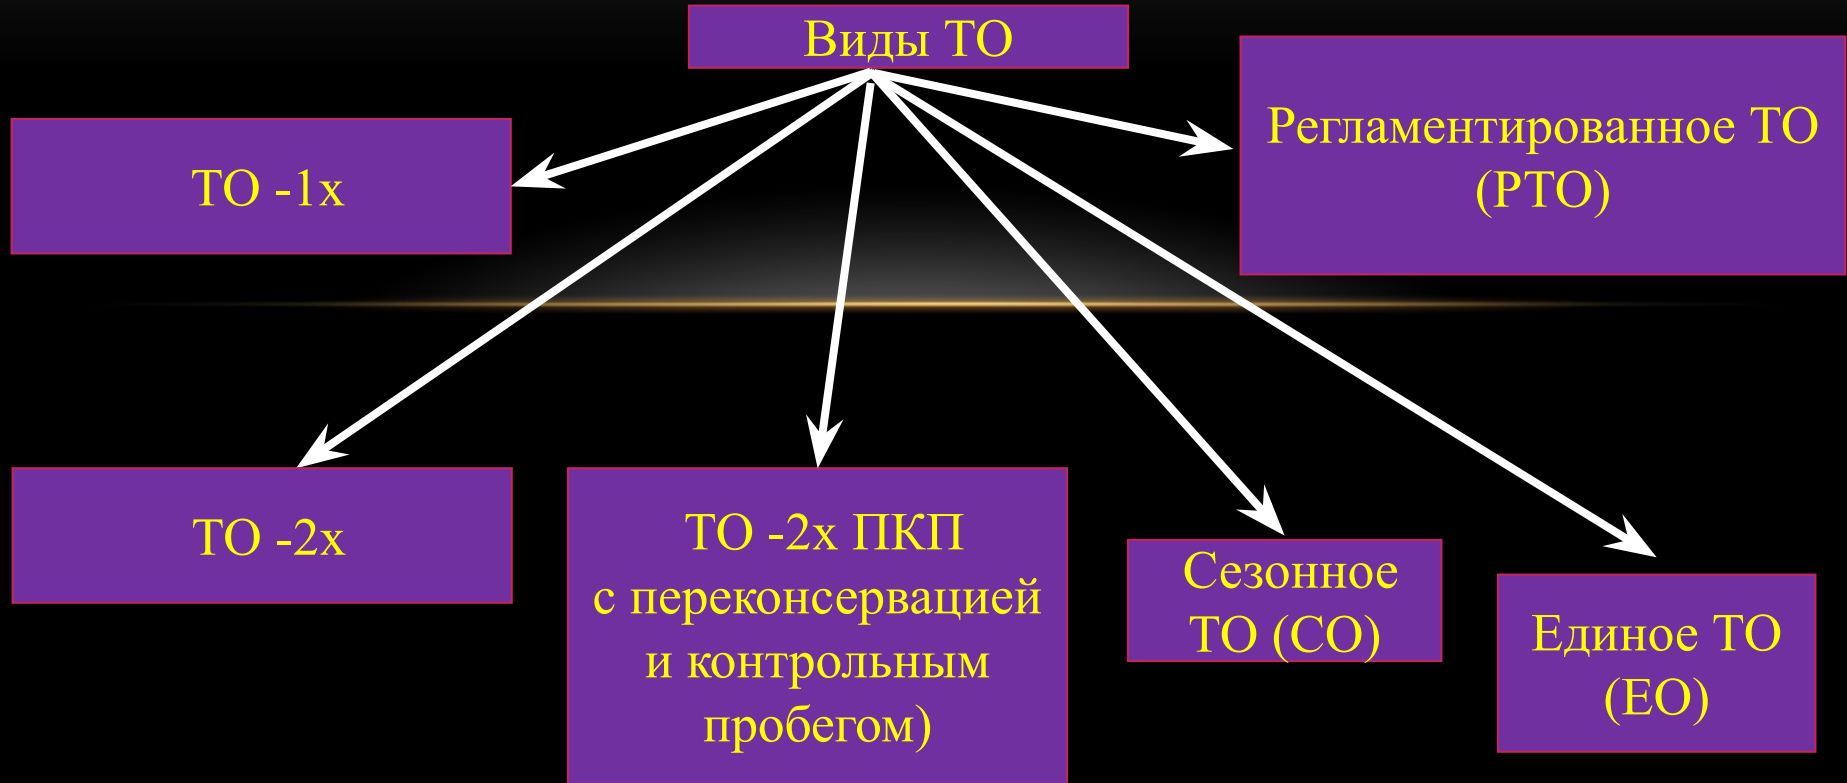 Виды ТО
Регламентированное ТО
(РТО)
ТО -1х
ТО -2х
ТО -2х ПКП
с переконсервацией
и контрольным
пробегом)
Сезонное
ТО (СО)
Единое ТО
(ЕО)